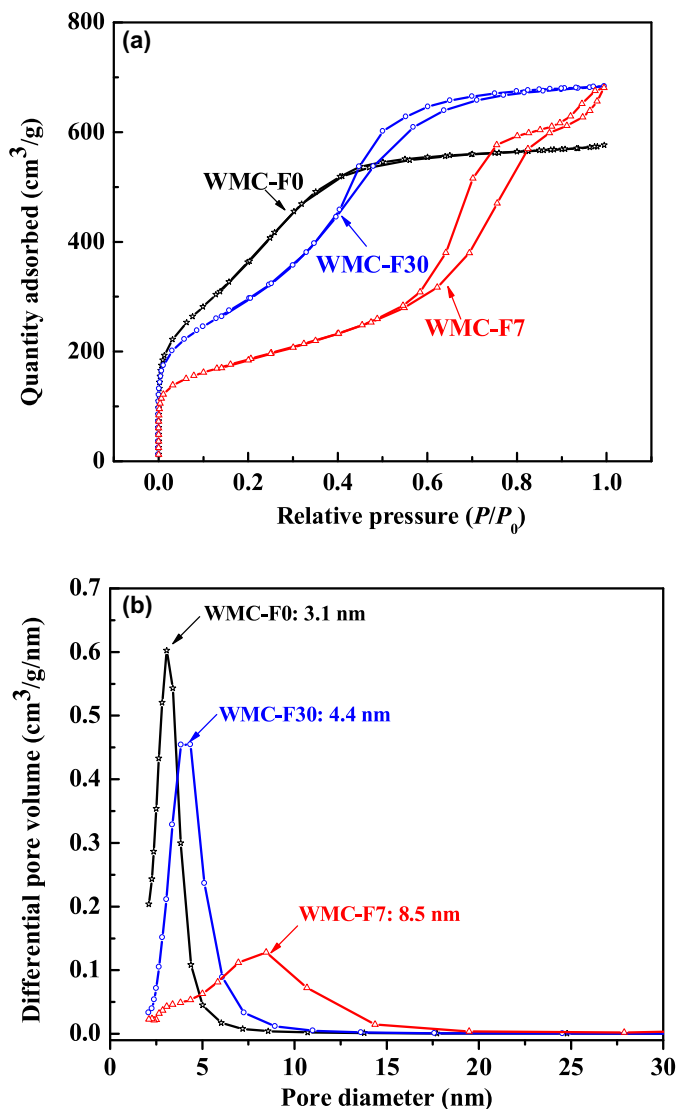 (a)
800
600
400
200
0
Quantity adsorbed (cm³/g)
WMC-F0
WMC-F30
WMC-F7
0.0 0.2 0.4 0.6 0.8 1.0
Relative pressure (P/P₀)
(b)
0.7
0.6
0.5
0.4
0.3
0.2
0.1
0.0
Differential pore volume (cm³/g/nm)
WMC-F0: 3.1 nm
WMC-F30: 4.4 nm
WMC-F7: 8.5 nm
0 5 10 15 20 25 30
Pore diameter (nm)